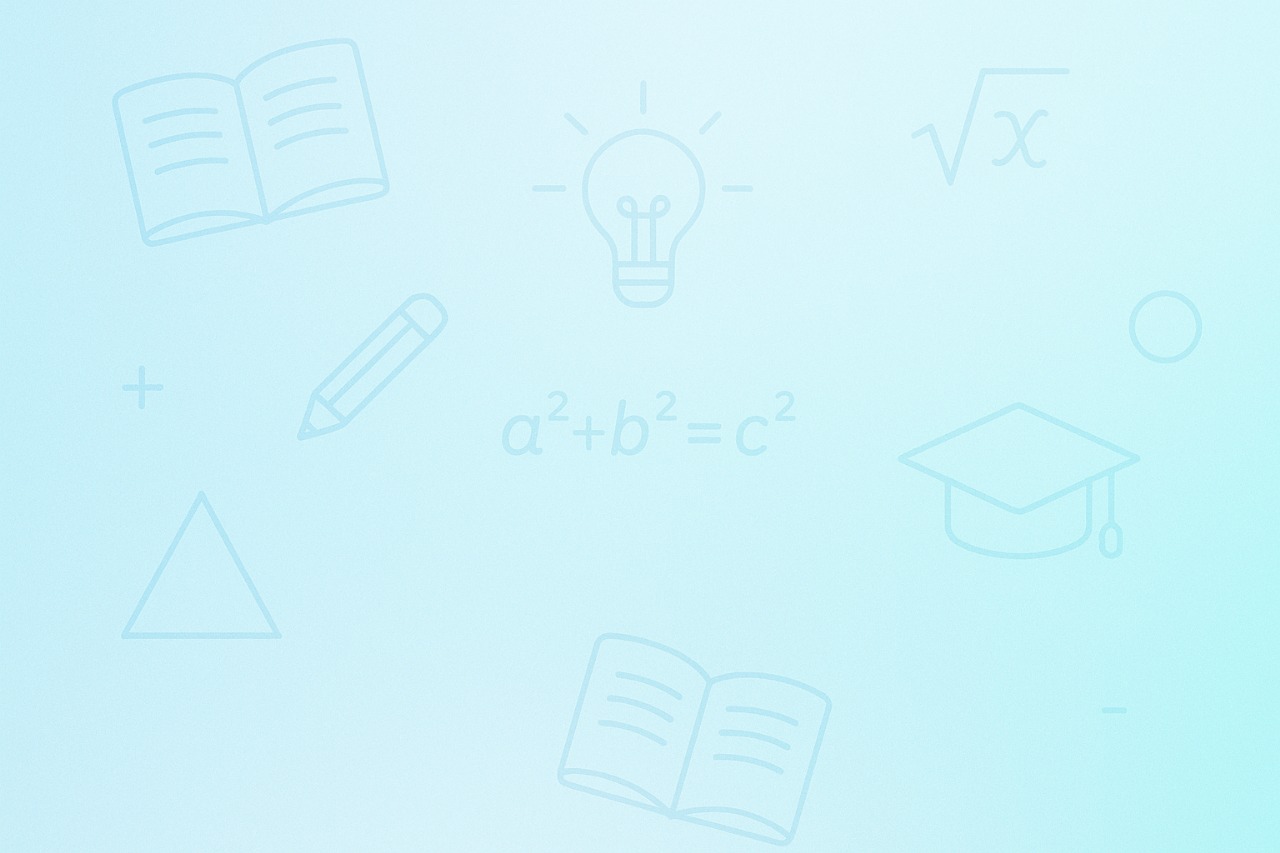 √x
+
a²+b²=c²
-